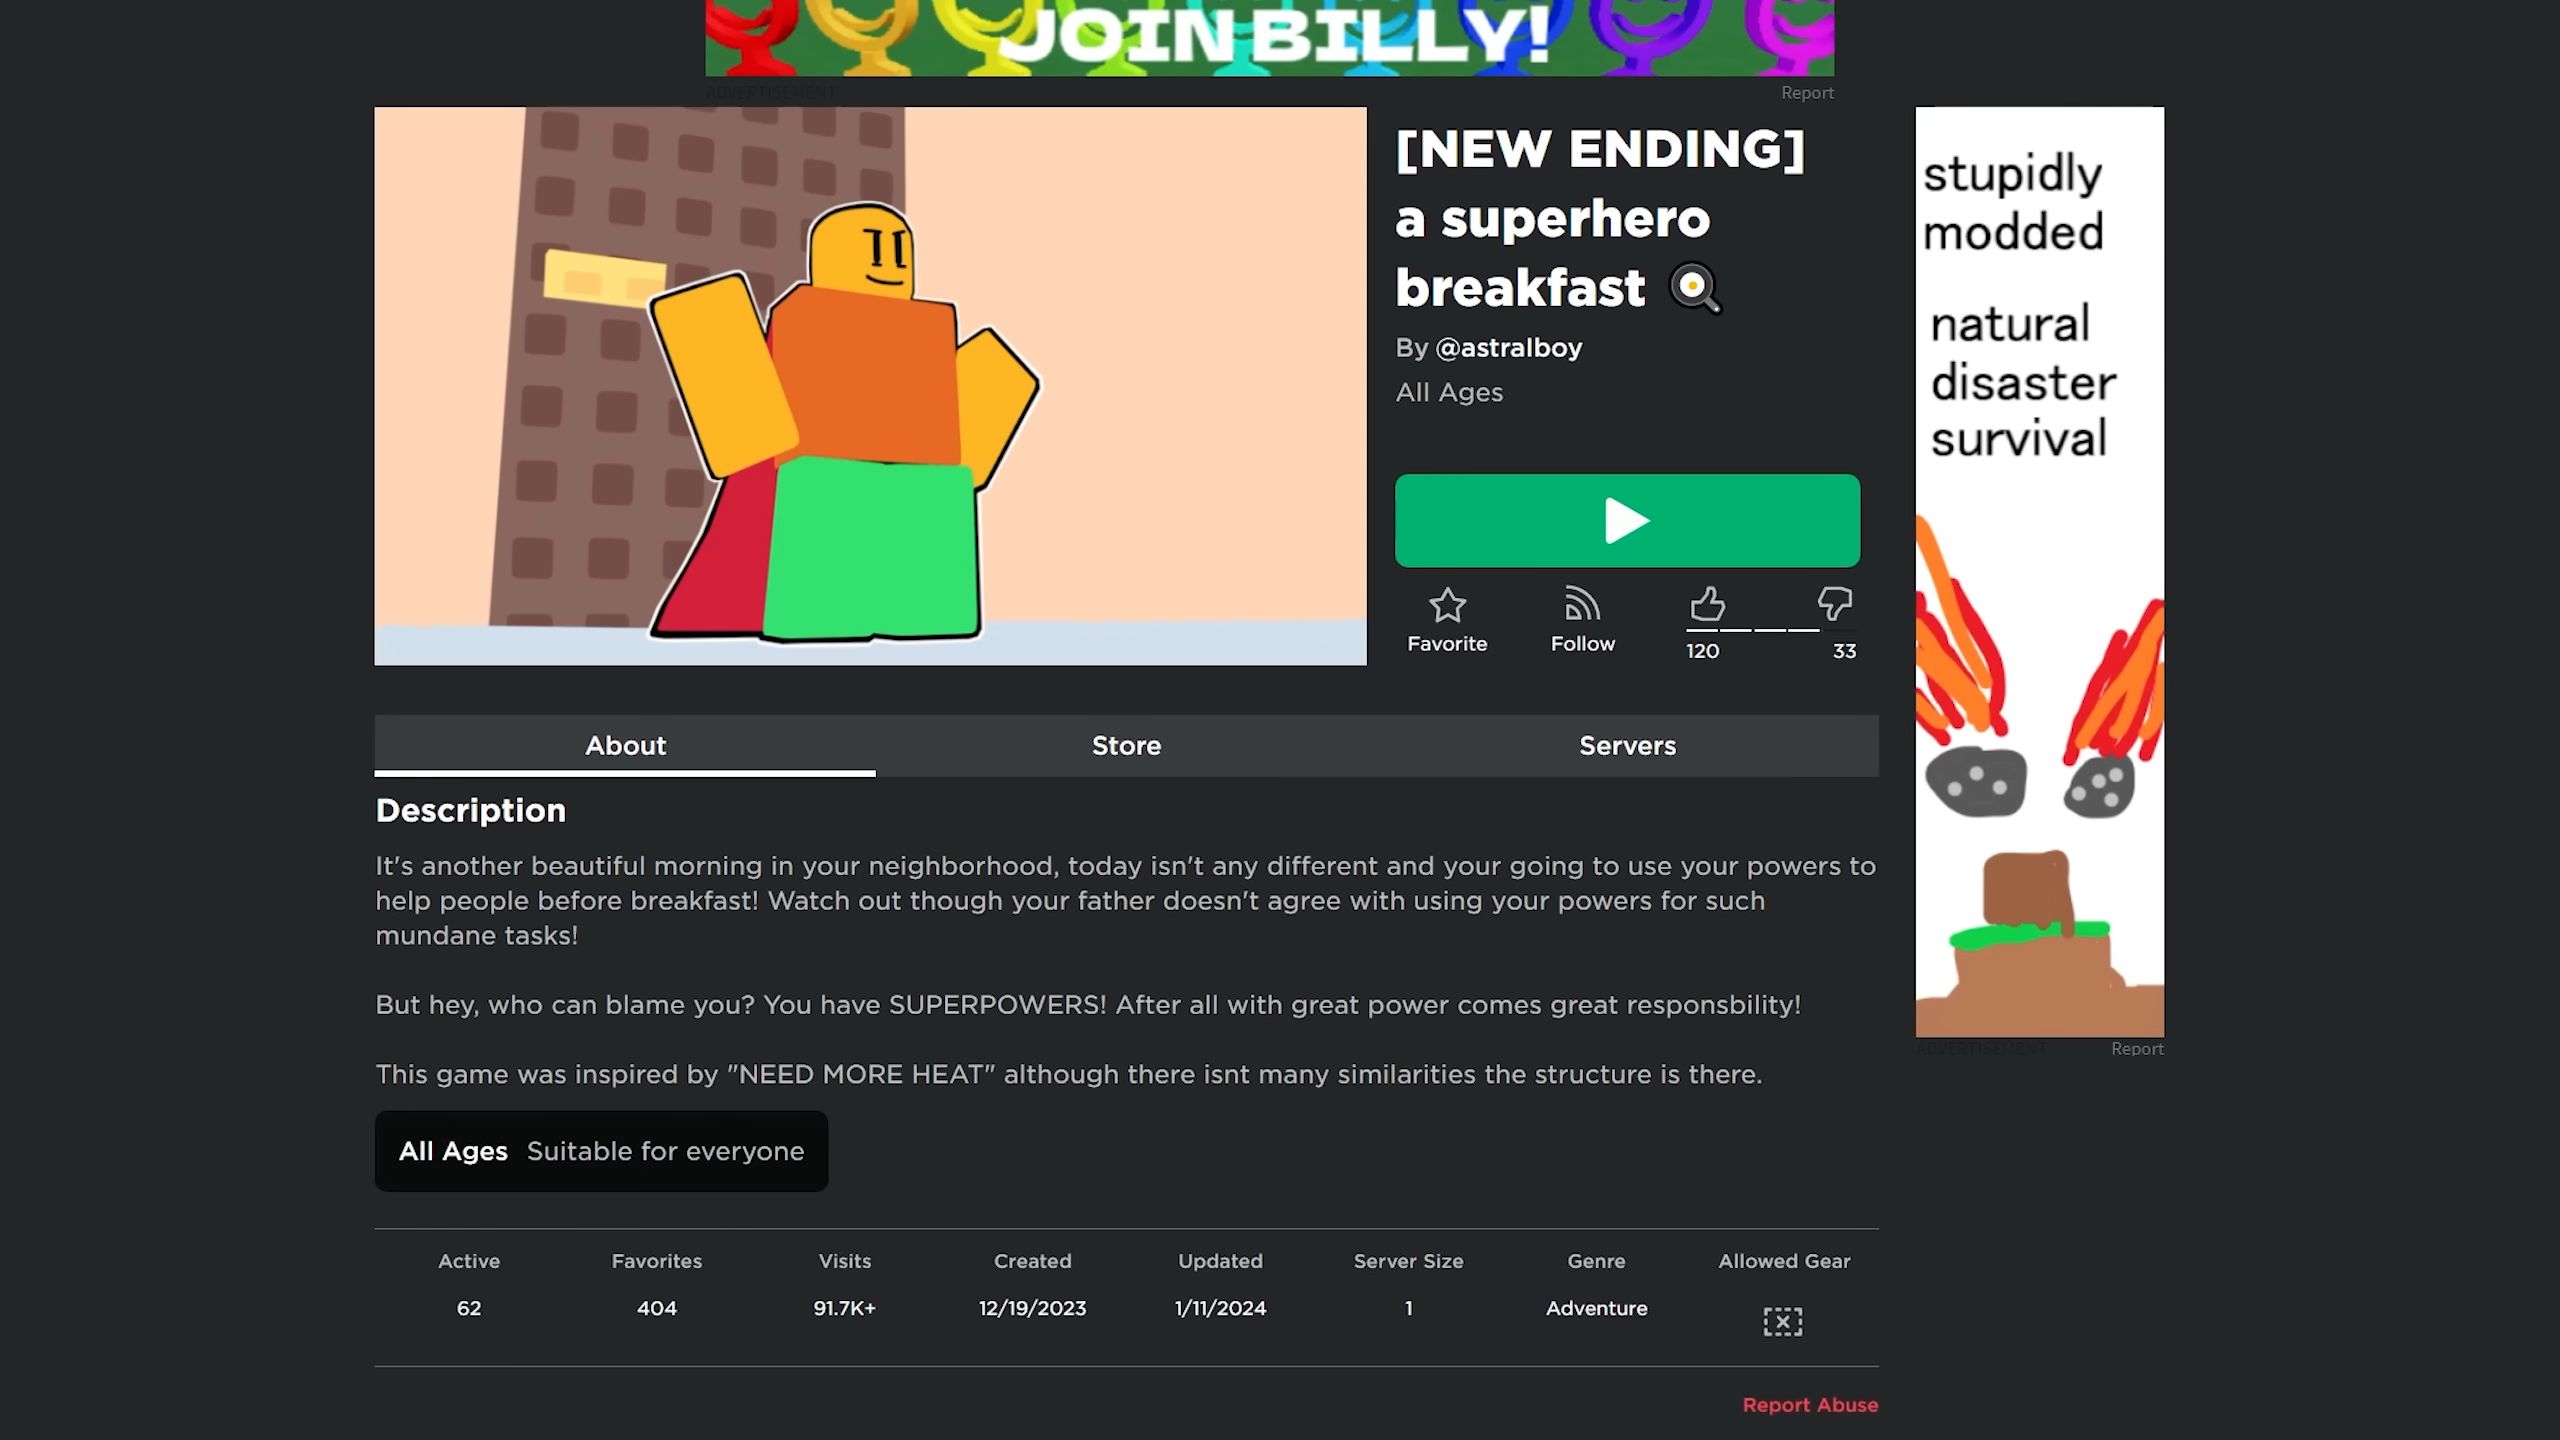 JOIN BILLY!
ADVERTISEMENT
Report
[NEW ENDING]
a superhero
breakfast
By @astralboy
All Ages
Favorite
Follow
120
33
stupidly
modded
natural
disaster
survival
ADVERTISEMENT
Report
About
Store
Servers
Description
It's another beautiful morning in your neighborhood, today isn't any different and your going to use your powers to
help people before breakfast! Watch out though your father doesn't agree with using your powers for such
mundane tasks!
But hey, who can blame you? You have SUPERPOWERS! After all with great power comes great responsbility!
This game was inspired by "NEED MORE HEAT" although there isnt many similarities the structure is there.
All Ages Suitable for everyone
Active Favorites Visits Created Updated Server Size Genre Allowed Gear
62 404 91.7K+ 12/19/2023 1/11/2024 1 Adventure
Report Abuse